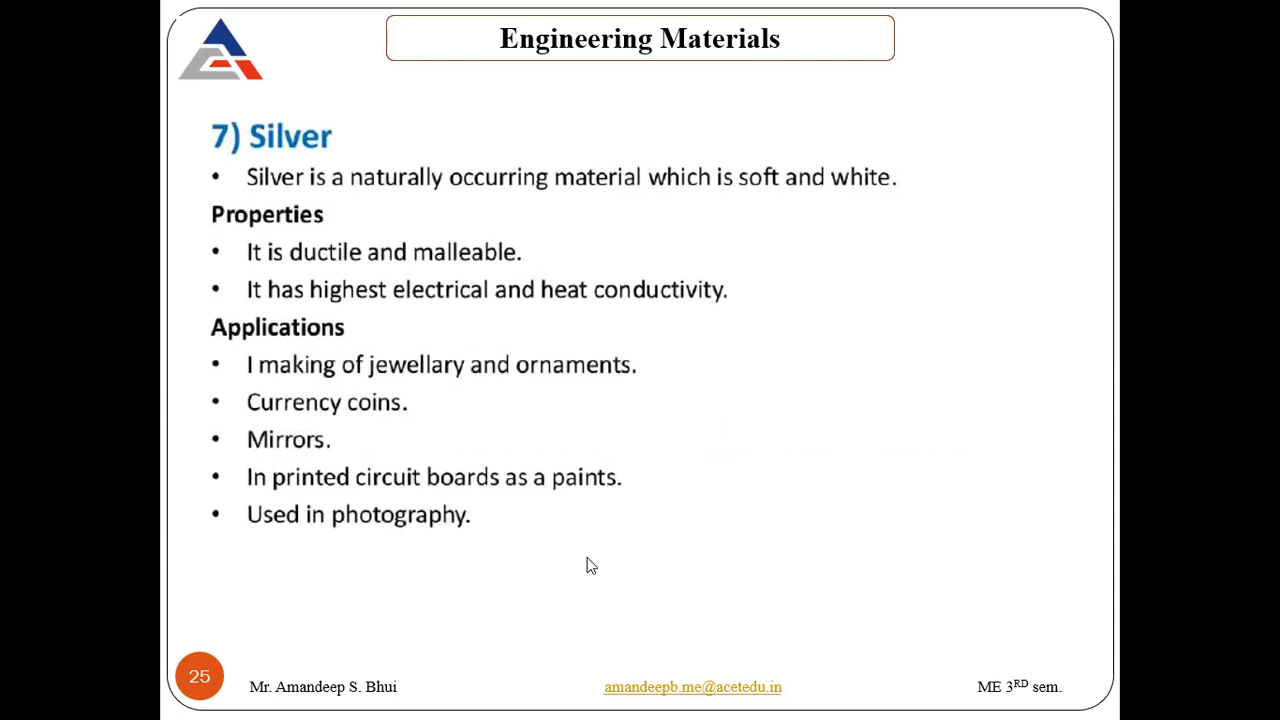 Engineering Materials
7) Silver
• Silver is a naturally occurring material which is soft and white.
Properties
• It is ductile and malleable.
• It has highest electrical and heat conductivity.
Applications
• I making of jewellary and ornaments.
• Currency coins.
• Mirrors.
• In printed circuit boards as a paints.
• Used in photography.
25 Mr. Amandeep S. Bhui amandeepb.me@acetedu.in ME 3RD sem.